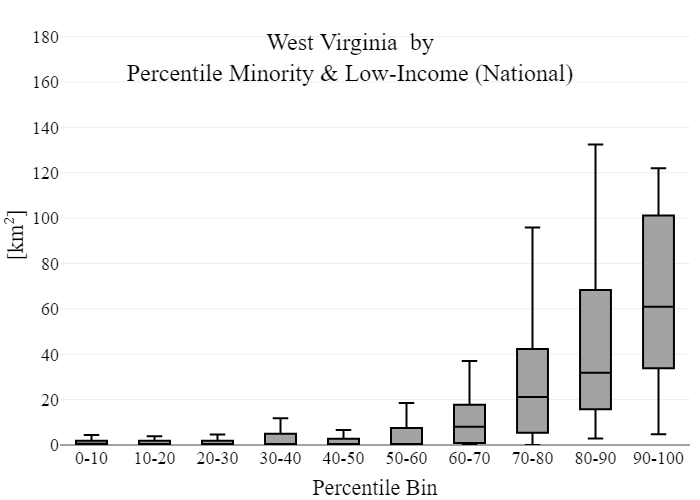 West Virginia by
Percentile Minority & Low-Income (National)
[km²]
180
160
140
120
100
80
60
40
20
0
0-10 10-20 20-30 30-40 40-50 50-60 60-70 70-80 80-90 90-100
Percentile Bin